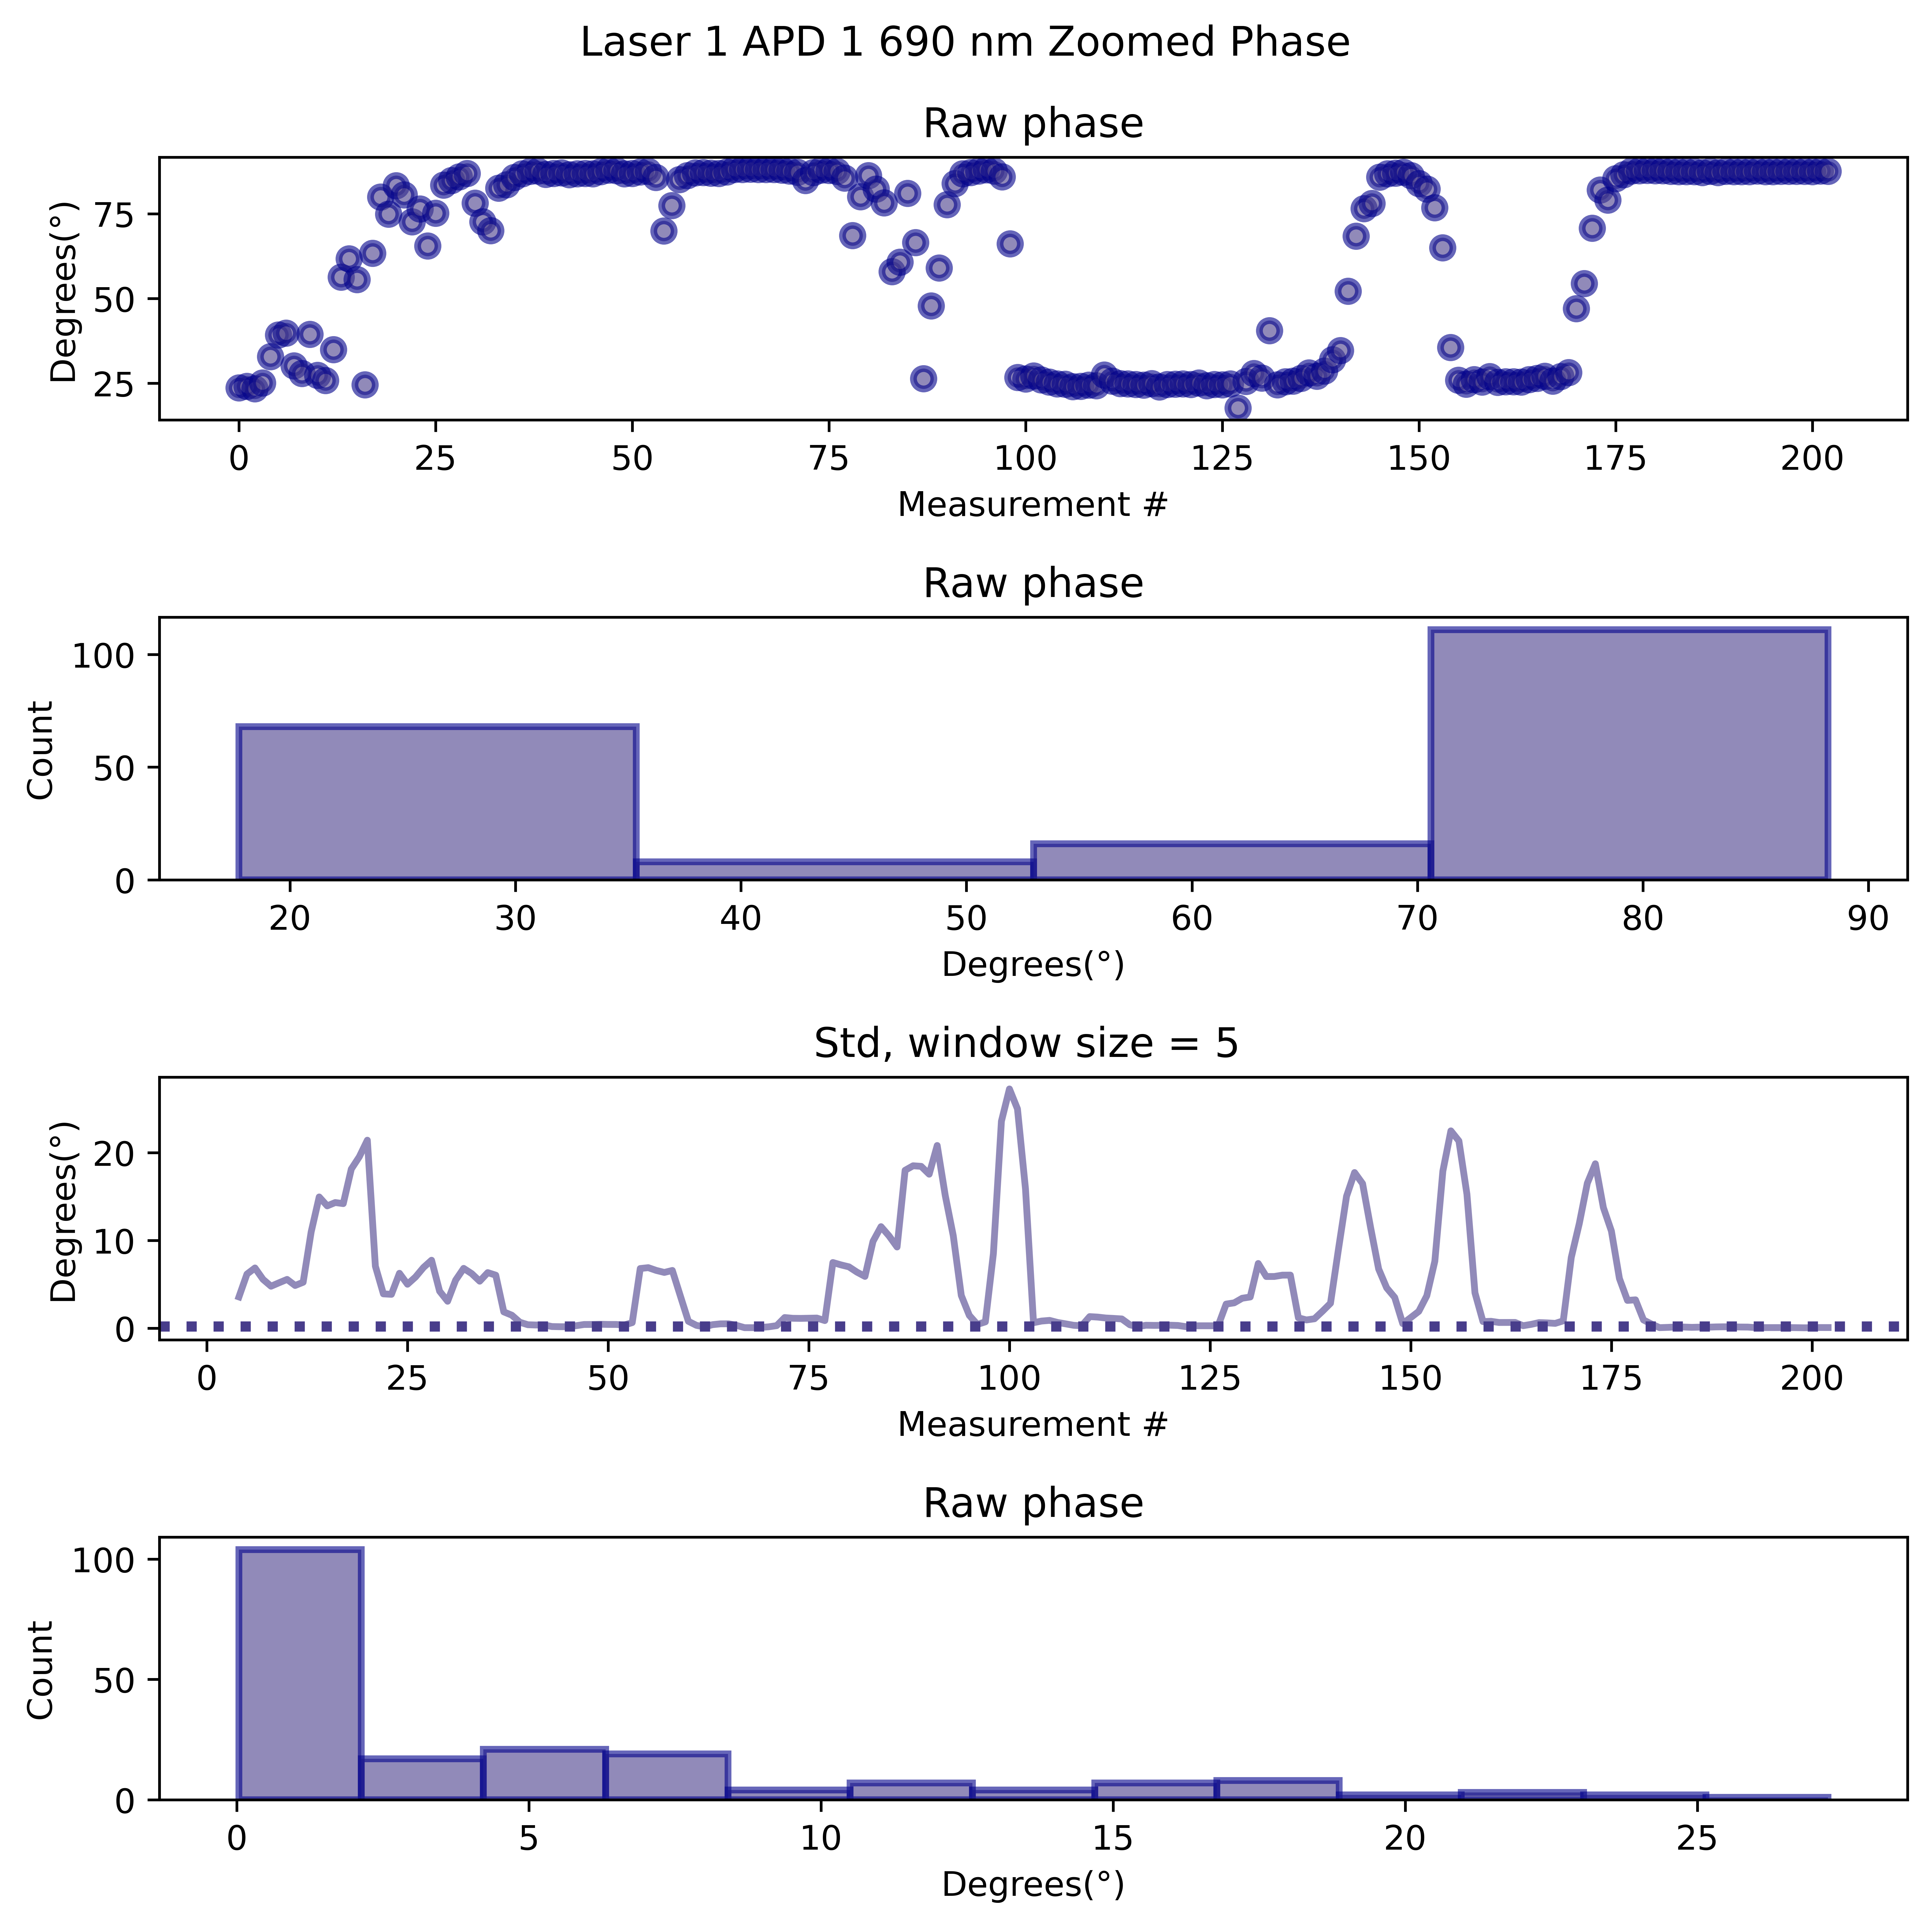 Laser 1 APD 1 690 nm Zoomed Phase
Raw phase
Degrees(°)
75
50
25
0 25 50 75 100 125 150 175 200
Measurement #
Raw phase
Count
100
50
0
20 30 40 50 60 70 80 90
Degrees(°)
Std, window size = 5
Degrees(°)
20
10
0
0 25 50 75 100 125 150 175 200
Measurement #
Raw phase
Count
100
50
0
0 5 10 15 20 25
Degrees(°)